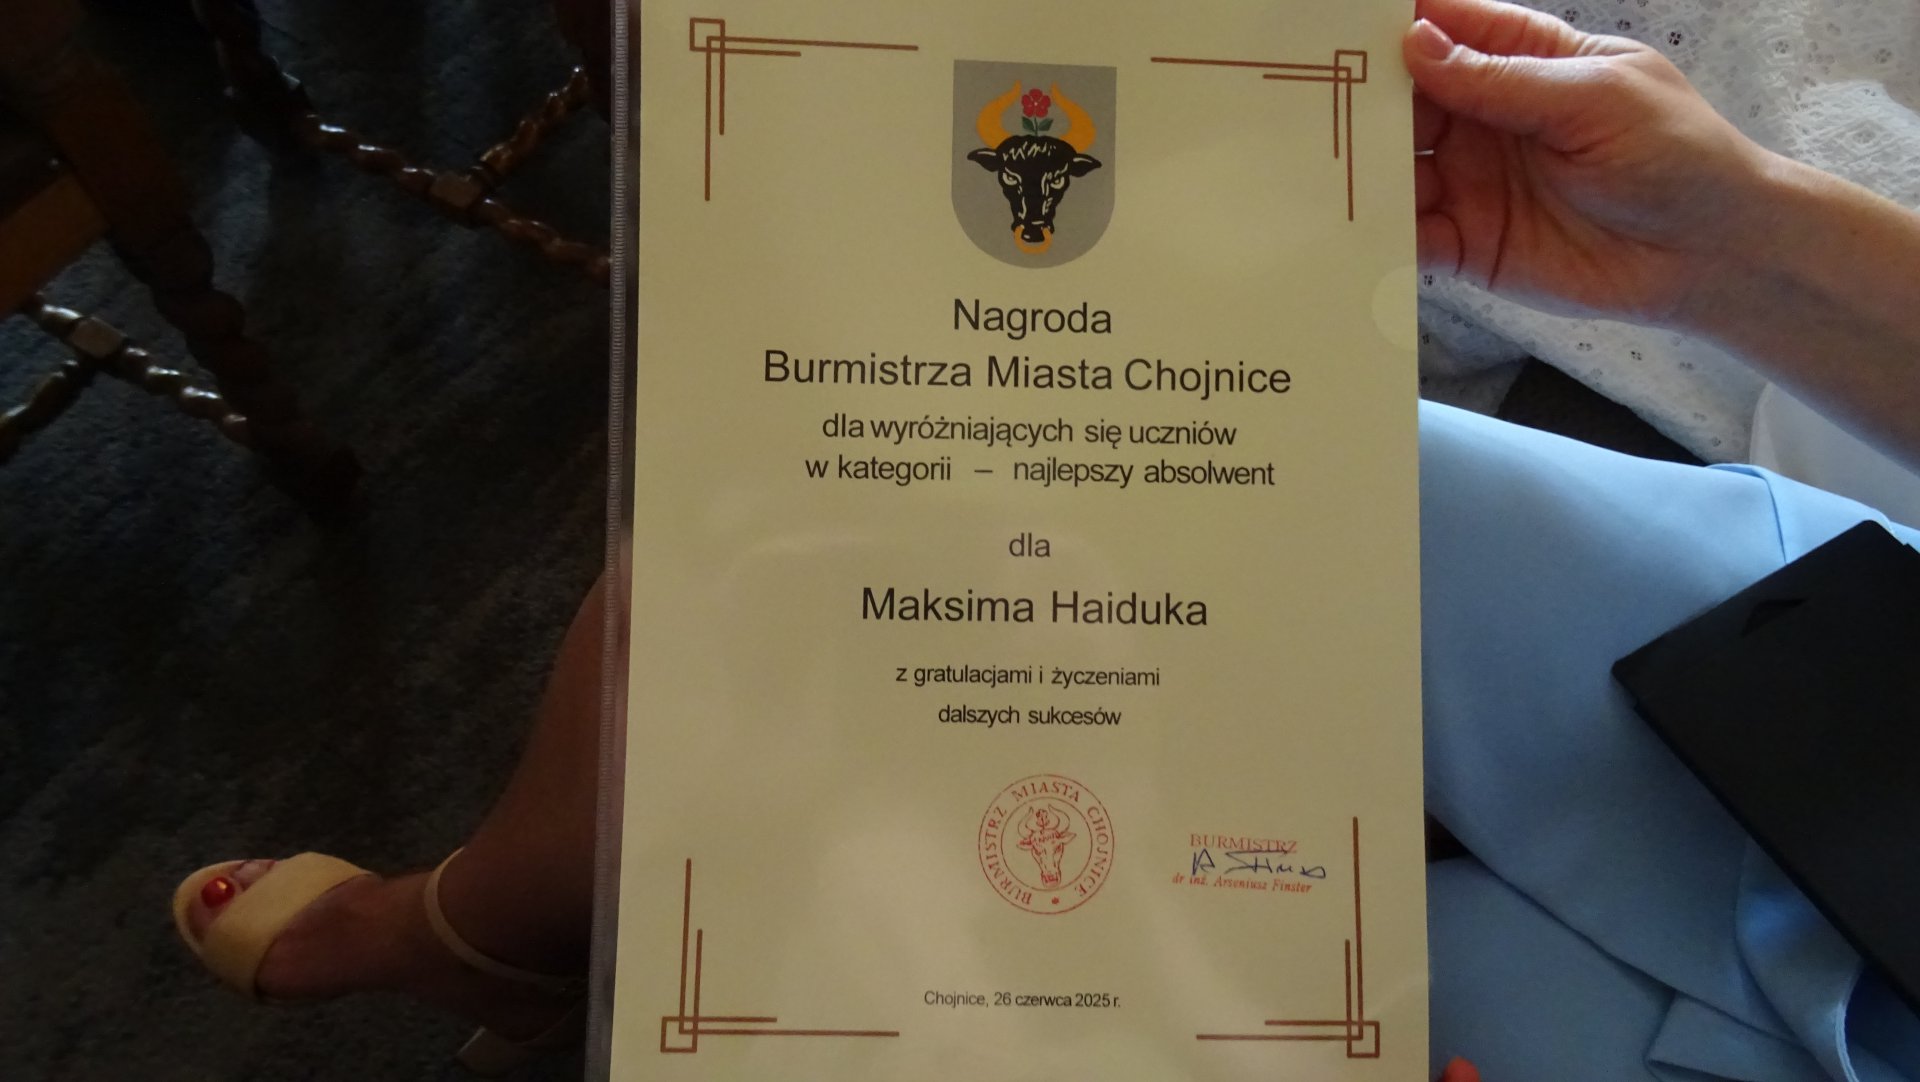 Nagroda
Burmistrza Miasta Chojnice
dla wyróżniających się uczniów
w kategorii – najlepszy absolwent
dla
Maksima Haiduka
z gratulacjami i życzeniami
dalszych sukcesów
BURMISTRZ MIASTA CHOJNICE
BURMISTRZ
dr inż. Arseniusz Finster
Chojnice, 26 czerwca 2025 r.